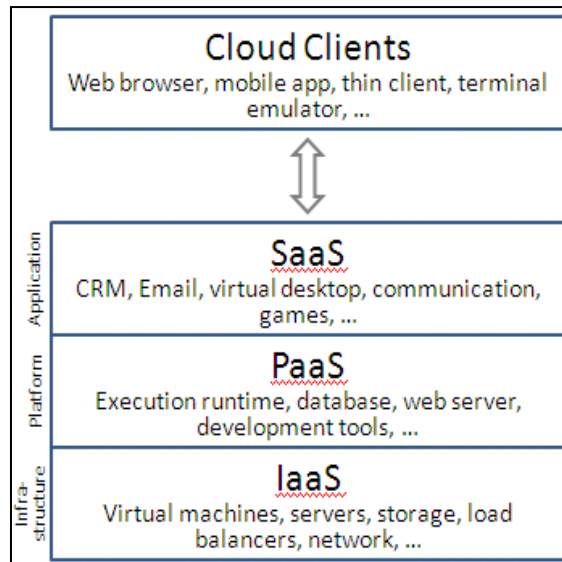 Cloud Clients
Web browser, mobile app, thin client, terminal
emulator, ...
Application
SaaS
CRM, Email, virtual desktop, communication,
games, ...
Platform
PaaS
Execution runtime, database, web server,
development tools, ...
Infra-
structure
IaaS
Virtual machines, servers, storage, load
balancers, network, ...